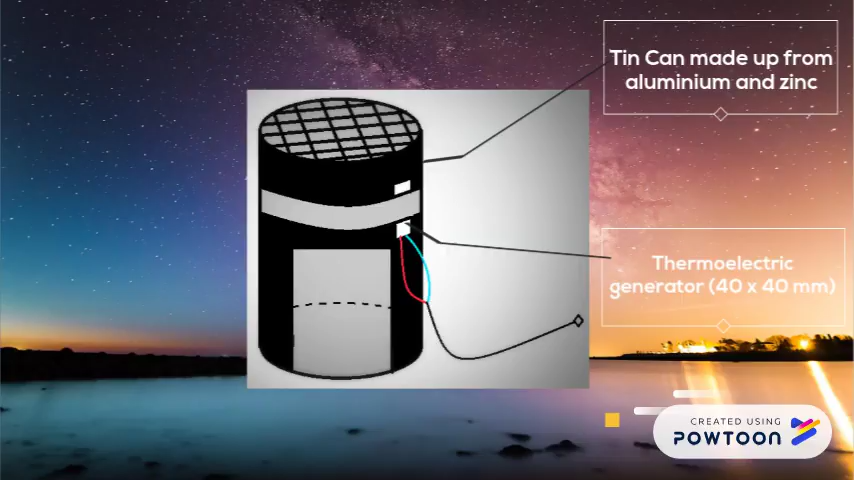 Tin Can made up from
aluminium and zinc
Thermoelectric
generator (40 x 40 mm)
CREATED USING
POWTOON